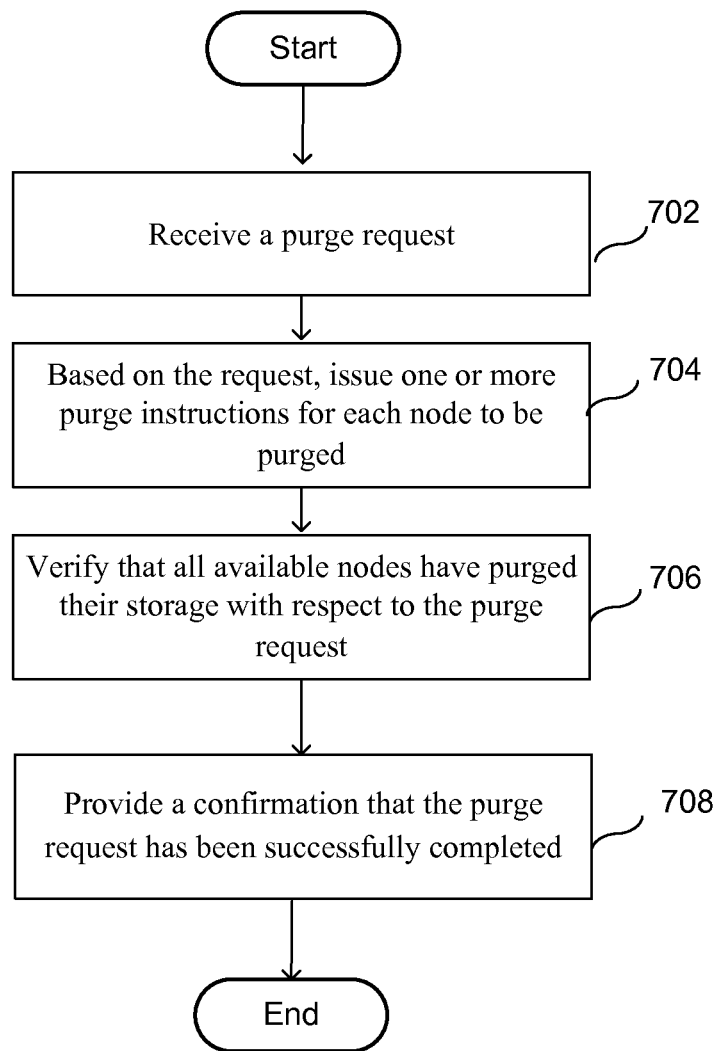 Start
Receive a purge request
702
Based on the request, issue one or more
purge instructions for each node to be
purged
704
Verify that all available nodes have purged
their storage with respect to the purge
request
706
Provide a confirmation that the purge
request has been successfully completed
708
End